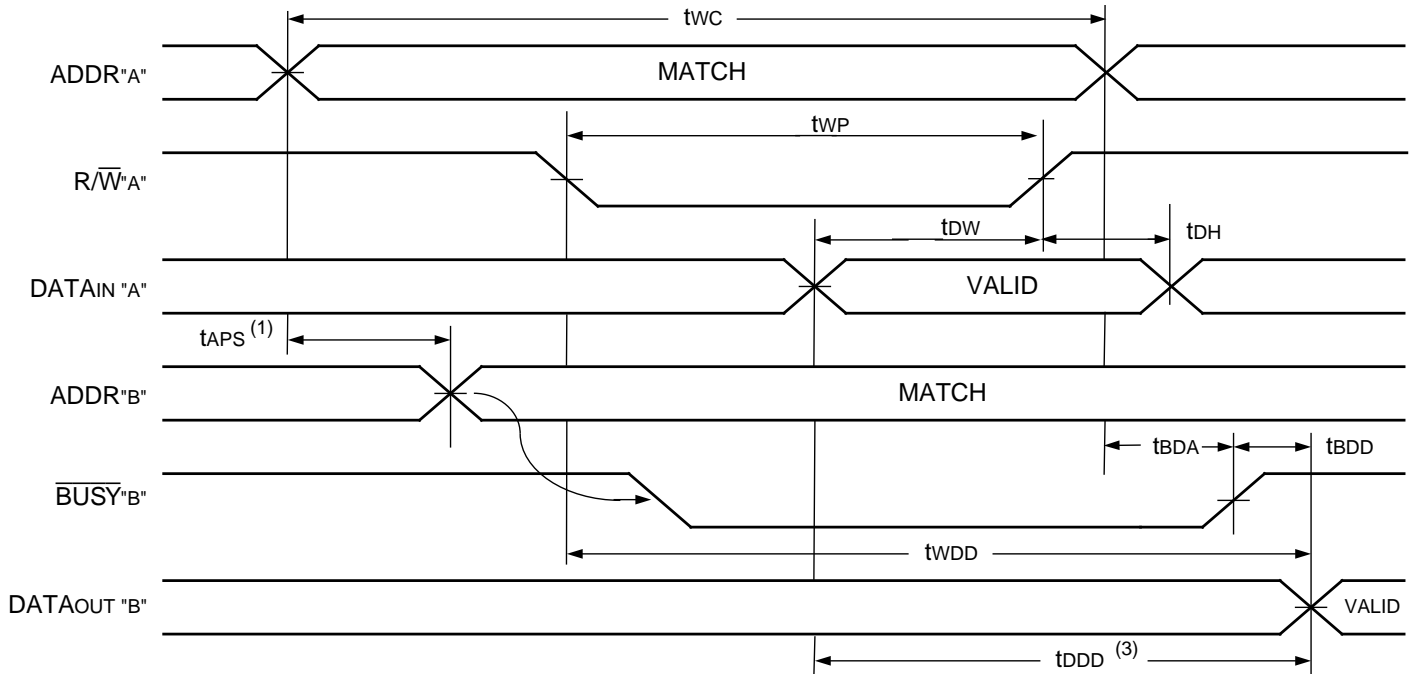 tWC
ADDR"A"
MATCH
tWP
R/W̅"A"
tDW
tDH
DATAIN "A"
VALID
tAPS (1)
ADDR"B"
MATCH
tBDA
tBDD
B̅U̅S̅Y̅"B"
tWDD
DATAOUT "B"
VALID
tDDD (3)